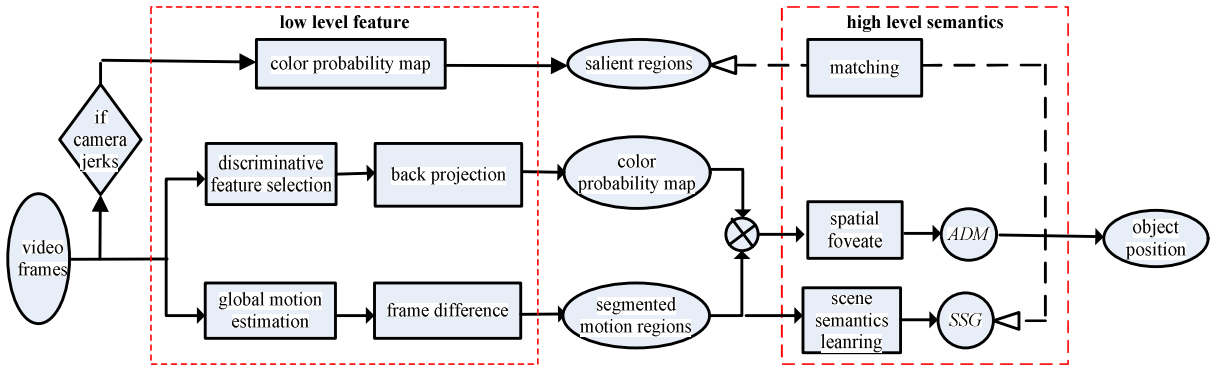 low level feature
high level semantics
color probability map
salient regions
matching
if
camera
jerks
discriminative
feature selection
back projection
color
probability map
video
frames
spatial
foveate
ADM
object
position
global motion
estimation
frame difference
segmented
motion regions
scene
semantics
leanring
SSG